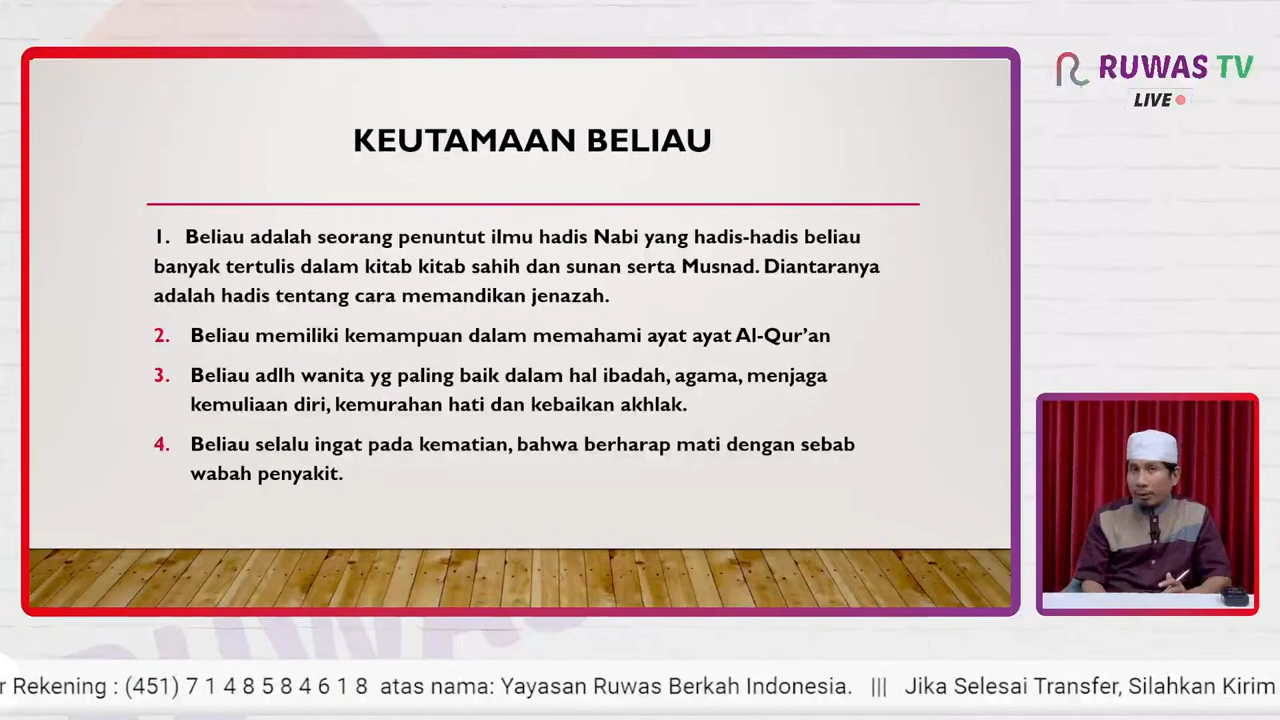 RUWAS TV
LIVE
KEUTAMAAN BELIAU
1. Beliau adalah seorang penuntut ilmu hadis Nabi yang hadis-hadis beliau
banyak tertulis dalam kitab kitab sahih dan sunan serta Musnad. Diantaranya
adalah hadis tentang cara memandikan jenazah.
2. Beliau memiliki kemampuan dalam memahami ayat ayat Al-Qur’an
3. Beliau adlh wanita yg paling baik dalam hal ibadah, agama, menjaga
kemuliaan diri, kemurahan hati dan kebaikan akhlak.
4. Beliau selalu ingat pada kematian, bahwa berharap mati dengan sebab
wabah penyakit.
r Rekening : (451) 7 1 4 8 5 8 4 6 1 8 atas nama: Yayasan Ruwas Berkah Indonesia. ||| Jika Selesai Transfer, Silahkan Kirim